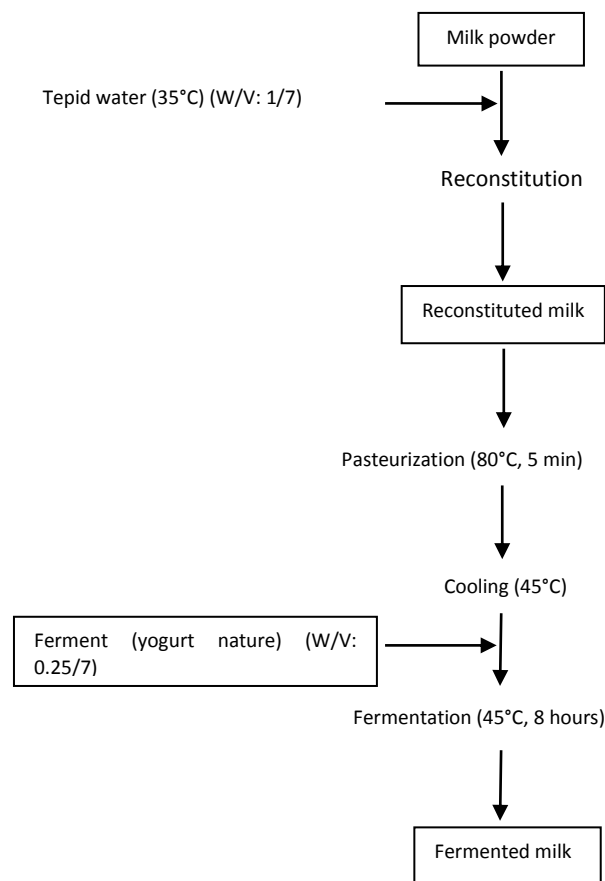 Milk powder
Tepid water (35°C) (W/V: 1/7)
Reconstitution
Reconstituted milk
Pasteurization (80°C, 5 min)
Cooling (45°C)
Ferment (yogurt nature) (W/V:
0.25/7)
Fermentation (45°C, 8 hours)
Fermented milk